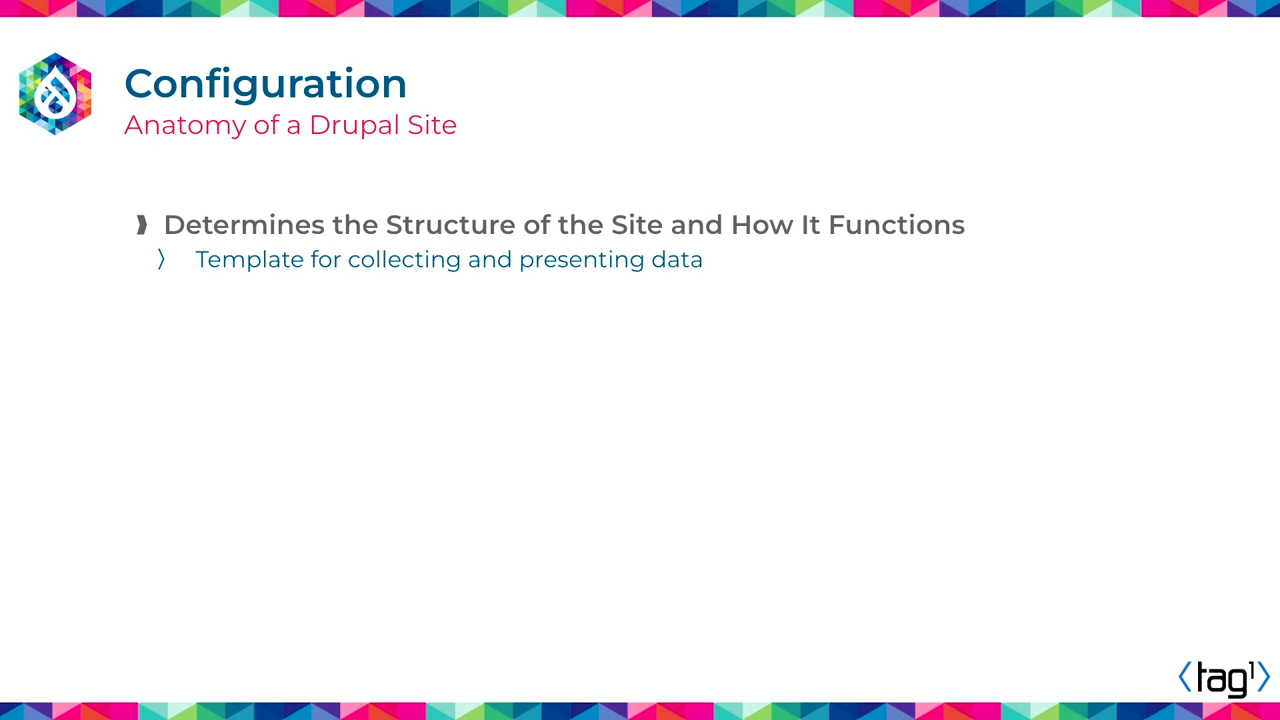 Configuration
Anatomy of a Drupal Site
Determines the Structure of the Site and How It Functions
Template for collecting and presenting data
tag1